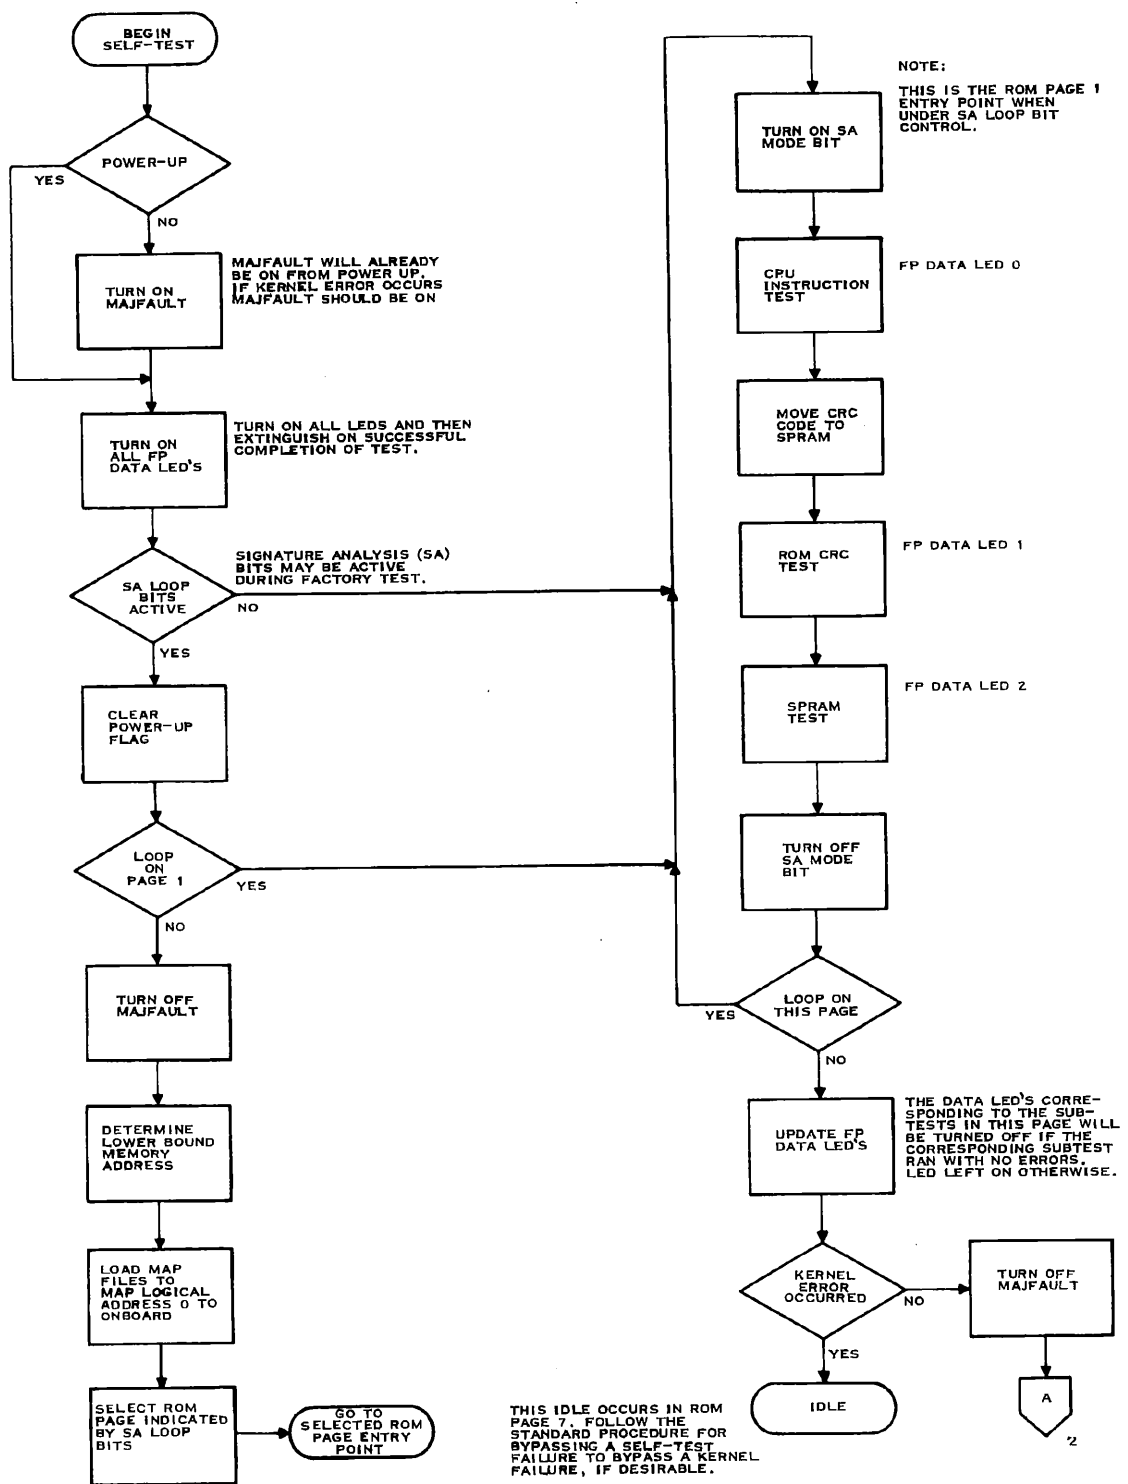 BEGIN
SELF-TEST
POWER-UP
YES
NO
TURN ON
MAJFAULT
MAJFAULT WILL ALREADY
BE ON FROM POWER UP.
IF KERNEL ERROR OCCURS
MAJFAULT SHOULD BE ON
TURN ON
ALL FP
DATA LED'S
TURN ON ALL LEDS AND THEN
EXTINGUISH ON SUCCESSFUL
COMPLETION OF TEST.
SA LOOP
BITS
ACTIVE
SIGNATURE ANALYSIS (SA)
BITS MAY BE ACTIVE
DURING FACTORY TEST.
NO
YES
CLEAR
POWER-UP
FLAG
LOOP
ON
PAGE 1
YES
NO
TURN OFF
MAJFAULT
DETERMINE
LOWER BOUND
MEMORY
ADDRESS
LOAD MAP
FILES TO
MAP LOGICAL
ADDRESS 0 TO
ONBOARD
SELECT ROM
PAGE INDICATED
BY SA LOOP
BITS
GO TO
SELECTED ROM
PAGE ENTRY
POINT
NOTE:
THIS IS THE ROM PAGE 1
ENTRY POINT WHEN
UNDER SA LOOP BIT
CONTROL.
TURN ON SA
MODE BIT
CPU
INSTRUCTION
TEST
FP DATA LED 0
MOVE CRC
CODE TO
SPRAM
ROM CRC
TEST
FP DATA LED 1
SPRAM
TEST
FP DATA LED 2
TURN OFF
SA MODE
BIT
LOOP ON
THIS PAGE
YES
NO
UPDATE FP
DATA LED'S
THE DATA LED'S CORRE-
SPONDING TO THE SUB-
TESTS IN THIS PAGE WILL
BE TURNED OFF IF THE
CORRESPONDING SUBTEST
RAN WITH NO ERRORS.
LED LEFT ON OTHERWISE.
KERNEL
ERROR
OCCURRED
NO
YES
TURN OFF
MAJFAULT
A
2
IDLE
THIS IDLE OCCURS IN ROM
PAGE 7. FOLLOW THE
STANDARD PROCEDURE FOR
BYPASSING A SELF-TEST
FAILURE TO BYPASS A KERNEL
FAILURE, IF DESIRABLE.